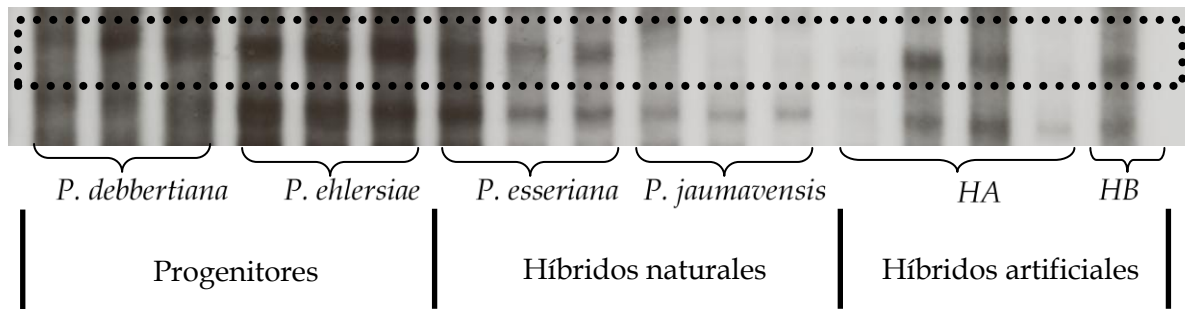 P. debbertiana P. ehlersiae P. esseriana P. jaumavensis HA HB
Progenitores Híbridos naturales Híbridos artificiales